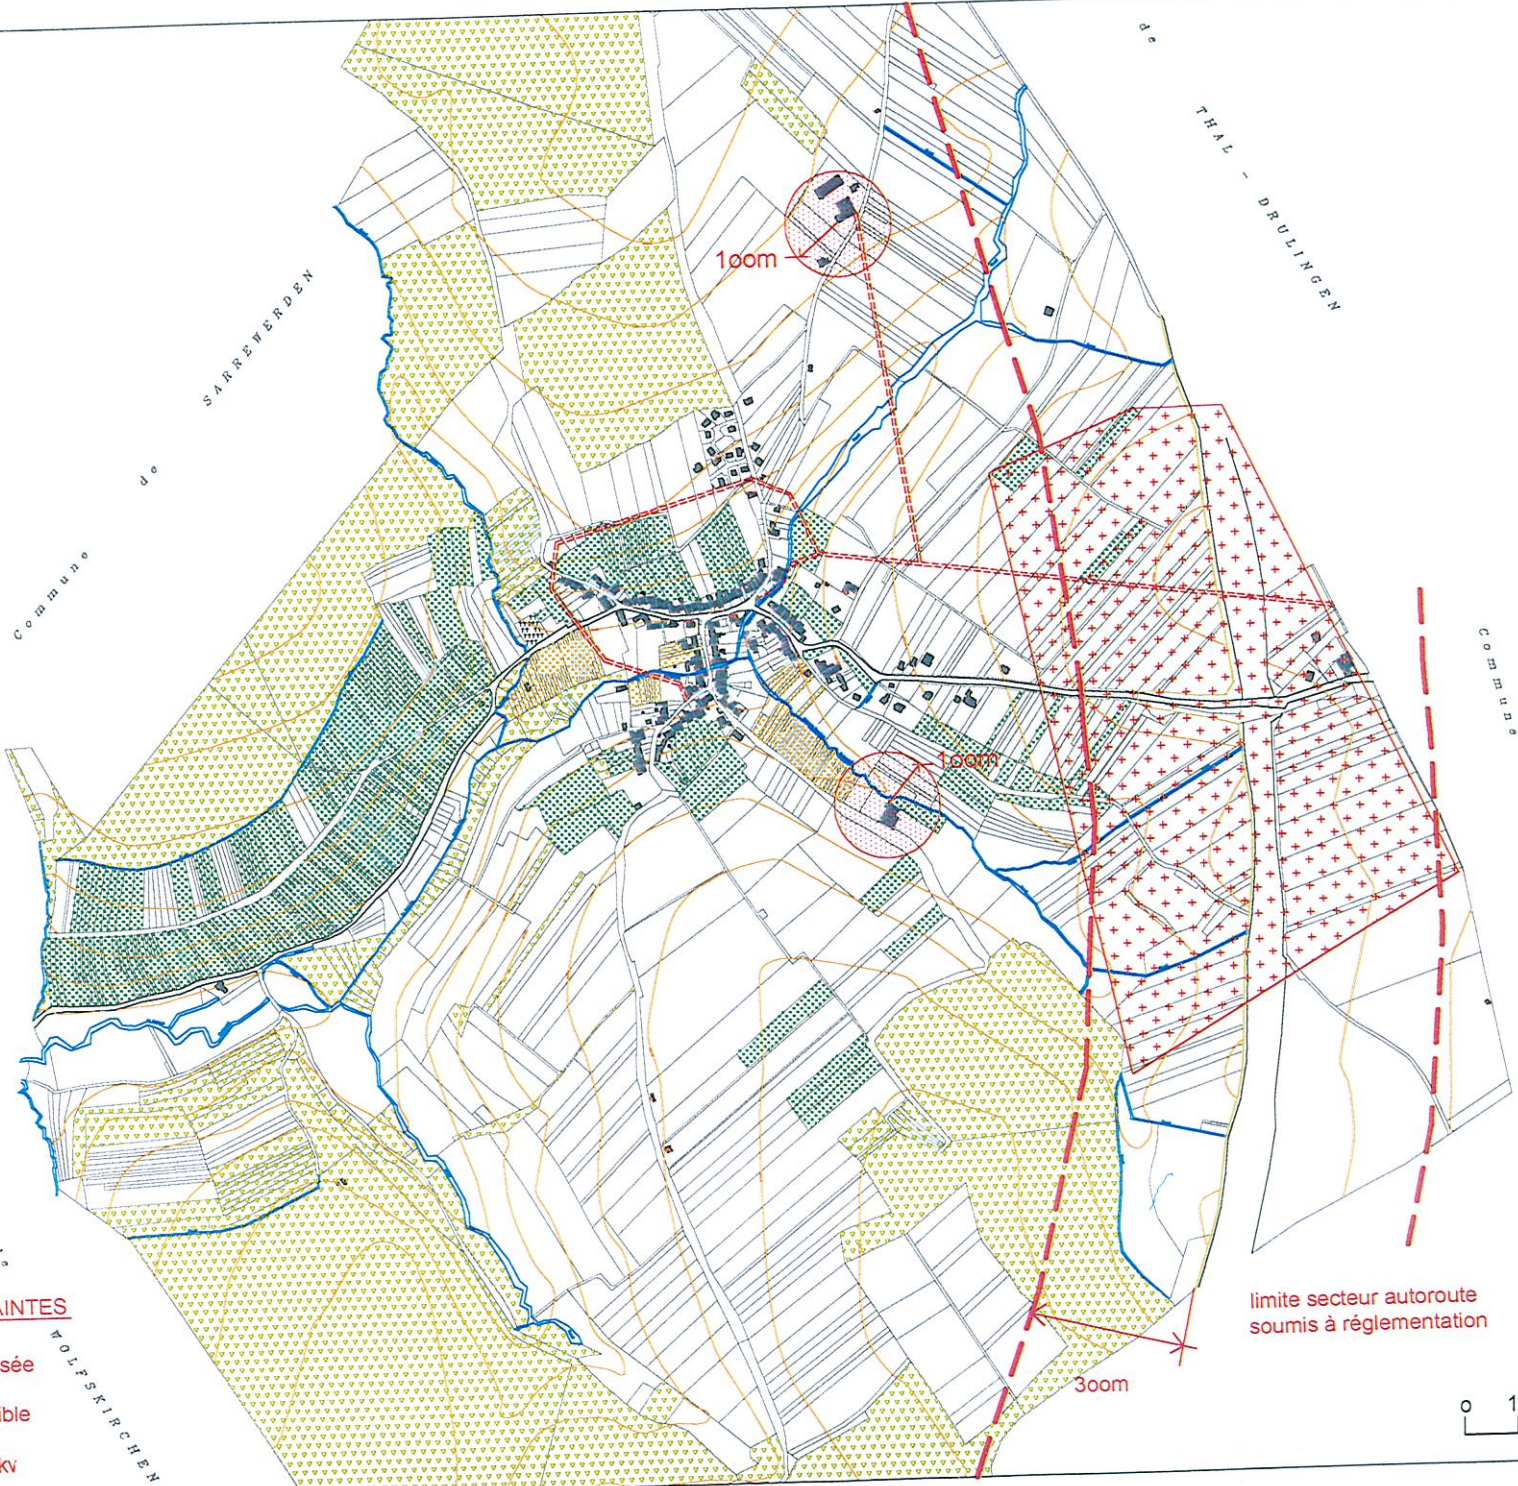 de
THAL - DRULINGEN
1oom
SARREWERDEN
de
Commune
Commune
1oom
AINTES
sée
ible
kv
WOLFSKIRCHEN
limite secteur autoroute
soumis à réglementation
3oom
0 1